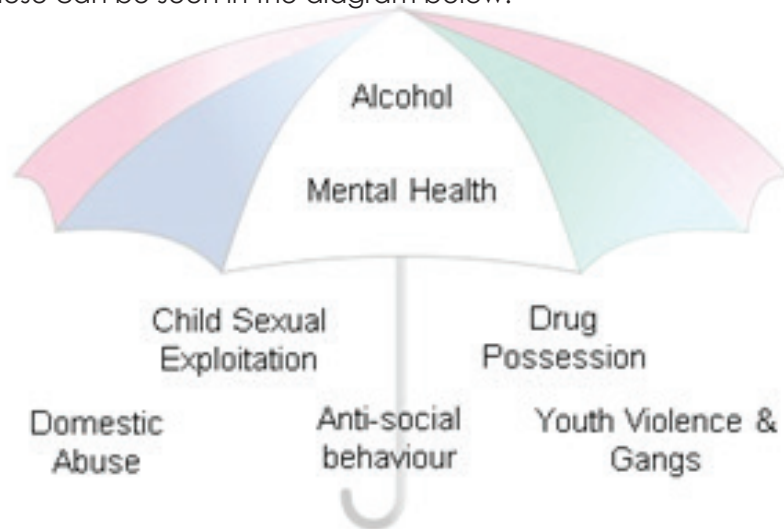 these can be seen in the diagram below.
Alcohol
Mental Health
Child Sexual
Exploitation
Drug
Possession
Domestic
Abuse
Anti-social
behaviour
Youth Violence &
Gangs